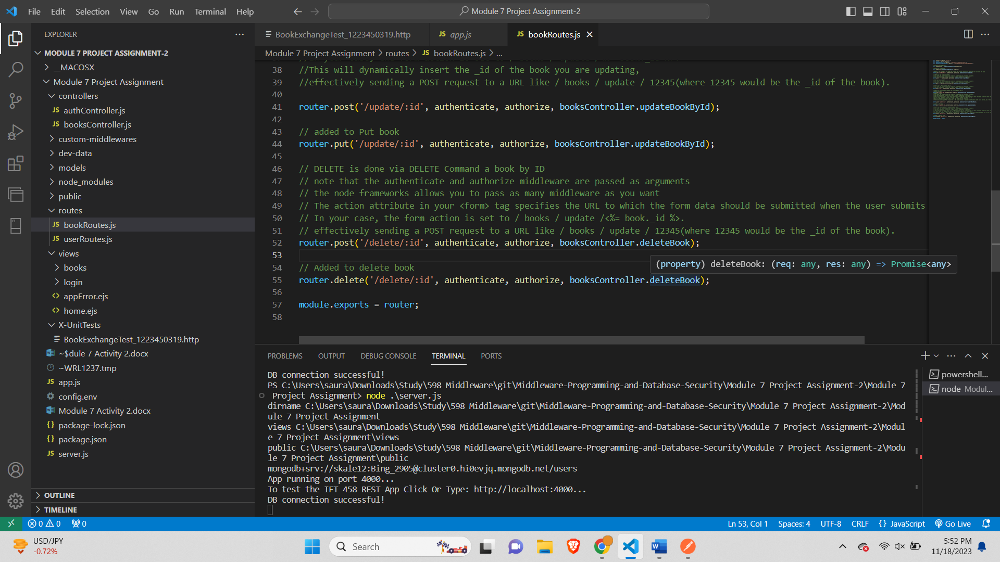 File Edit Selection View Go Run Terminal Help
Module 7 Project Assignment-2
EXPLORER
MODULE 7 PROJECT ASSIGNMENT-2
__MACOSX
Module 7 Project Assignment
controllers
JS authController.js
JS booksController.js
custom-middlewares
dev-data
models
node_modules
public
routes
JS bookRoutes.js
JS userRoutes.js
views
books
login
<> appError.ejs
<> home.ejs
X-UnitTests
BookExchangeTest_1223450319.http
~$dule 7 Activity 2.docx
~WRL1237.tmp
JS app.js
config.env
Module 7 Activity 2.docx
{} package-lock.json
{} package.json
JS server.js
OUTLINE
TIMELINE
BookExchangeTest_1223450319.http
JS app.js
JS bookRoutes.js
Module 7 Project Assignment > routes > JS bookRoutes.js > ...
38 //This will dynamically insert the _id of the book you are updating,
39 //effectively sending a POST request to a URL like / books / update / 12345(where 12345 would be the _id of the book).
40
41 router.post('/update/:id', authenticate, authorize, booksController.updateBookById);
42
43 // added to Put book
44 router.put('/update/:id', authenticate, authorize, booksController.updateBookById);
45
46 // DELETE is done via DELETE Command a book by ID
47 // note that the authenticate and authorize middleware are passed as arguments
48 // the node frameworks allows you to pass as many middleware as you want
49 // The action attribute in your <form> tag specifies the URL to which the form data should be submitted when the user submits
50 // In your case, the form action is set to / books / update /<%= book._id %>.
51 // effectively sending a POST request to a URL like / books / update / 12345(where 12345 would be the _id of the book).
52 router.post('/delete/:id', authenticate, authorize, booksController.deleteBook);
53
(property) deleteBook: (req: any, res: any) => Promise<any>
54 // Added to delete book
55 router.delete('/delete/:id', authenticate, authorize, booksController.deleteBook);
56
57 module.exports = router;
58
PROBLEMS OUTPUT DEBUG CONSOLE TERMINAL PORTS
powershell...
node Modul...
DB connection successful!
PS C:\Users\saura\Downloads\Study\598 Middleware\git\Middleware-Programming-and-Database-Security\Module 7 Project Assignment-2\Module 7
Project Assignment> node .\server.js
dirname C:\Users\saura\Downloads\Study\598 Middleware\git\Middleware-Programming-and-Database-Security\Module 7 Project Assignment-2\Mod
ule 7 Project Assignment
views C:\Users\saura\Downloads\Study\598 Middleware\git\Middleware-Programming-and-Database-Security\Module 7 Project Assignment-2\Modul
e 7 Project Assignment\views
public C:\Users\saura\Downloads\Study\598 Middleware\git\Middleware-Programming-and-Database-Security\Module 7 Project Assignment-2\Modu
le 7 Project Assignment\public
mongodb+srv://skale12:Bing_2905@cluster0.hi0evjq.mongodb.net/users
App running on port 4000...
To test the IFT 458 REST App Click Or Type: http://localhost:4000...
DB connection successful!
0 0 0
Ln 53, Col 1 Spaces: 4 UTF-8 CRLF {} JavaScript Go Live
USD/JPY
-0.72%
Search
5:52 PM
11/18/2023